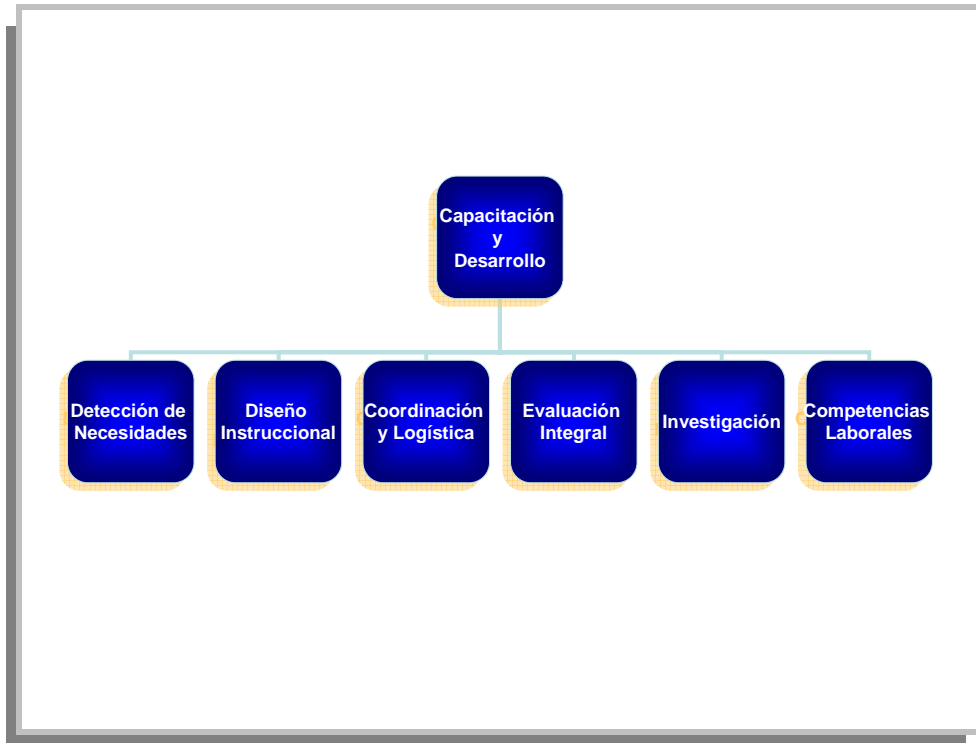 Capacitación
y
Desarrollo
Detección de
Necesidades
Diseño
Instruccional
Coordinación
y Logística
Evaluación
Integral
Investigación
Competencias
Laborales